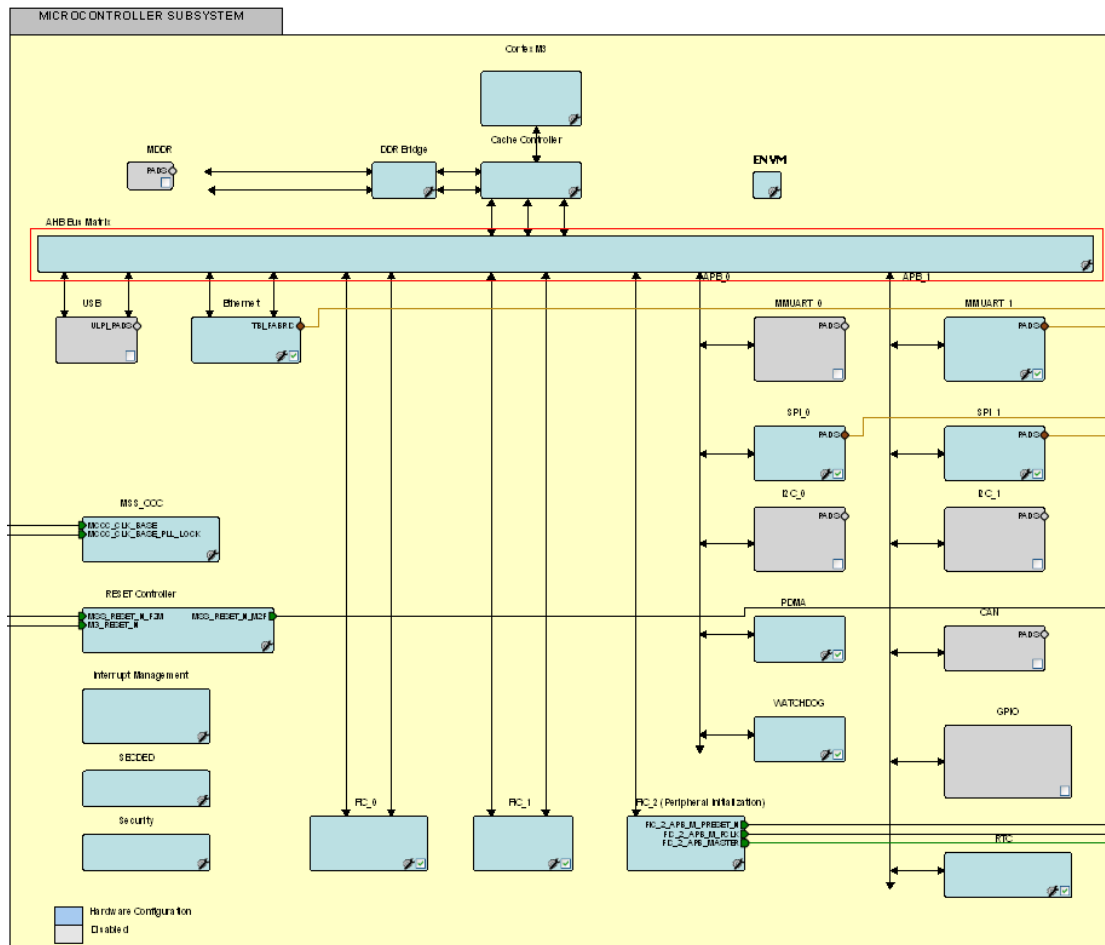 MICROCONTROLLER SUBSYSTEM
Cortex M3
Cache Controller
MDDR
PADS
DDR Bridge
ENVM
AHB Bus Matrix
APB_0
APB_1
USB
ULPI_PADS
Ethernet
TBI_FABRIC
MMUART_0
PADS
MMUART_1
PADS
SPI_0
PADS
SPI_1
PADS
MSS_CCC
MCCC_CLK_BASE
MCCC_CLK_BASE_PLL_LOCK
I2C_0
PADS
I2C_1
PADS
RESET Controller
MSS_RESET_N_F2M
MSS_RESET_N_M2F
M3_RESET_N
PDMA
CAN
PADS
Interrupt Management
WATCHDOG
GPIO
SECDED
FIC_0
FIC_1
FIC_2 (Peripheral Initialization)
FIC_2_APB_M_PRESET_N
FIC_2_APB_M_PCLK
FIC_2_APB_MASTER
Security
RTC
Hardware Configuration
Disabled